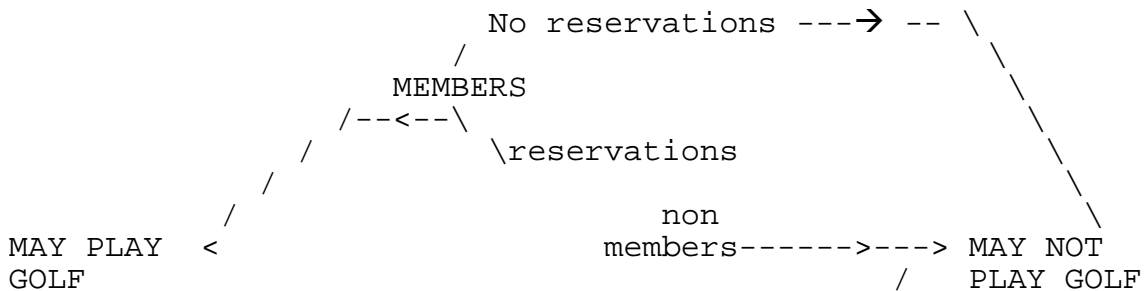 No reservations ---→ -- \
/ \
MEMBERS \
/--<--\ \
/ \reservations \
/ \
/ non \
MAY PLAY < members------>---> MAY NOT
GOLF / PLAY GOLF